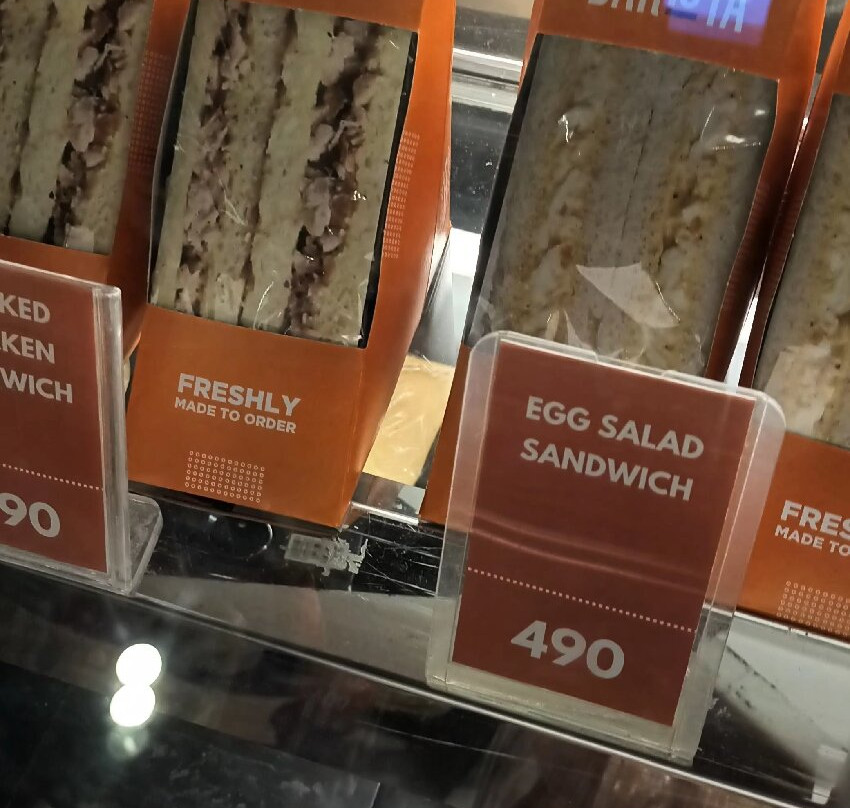 KED
KEN
WICH
90
FRESHLY
MADE TO ORDER
EGG SALAD
SANDWICH
490
FRES
MADE TO